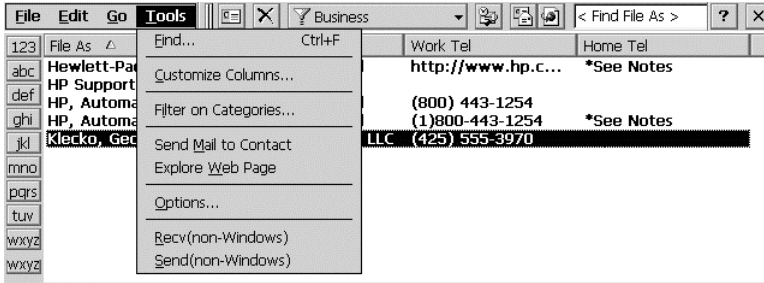 File Edit Go Tools Business < Find File As > ?
123 File As Work Tel Home Tel
abc Hewlett-Pa http://www.hp.c... *See Notes
HP Support
def HP, Automa (800) 443-1254
ghi HP, Automa (1)800-443-1254 *See Notes
jkl Klecko, Geo LLC (425) 555-3970
mno
pqrs
tuv
wxyz
wxyz
Find... Ctrl+F
Customize Columns...
Filter on Categories...
Send Mail to Contact
Explore Web Page
Options...
Recv(non-Windows)
Send(non-Windows)